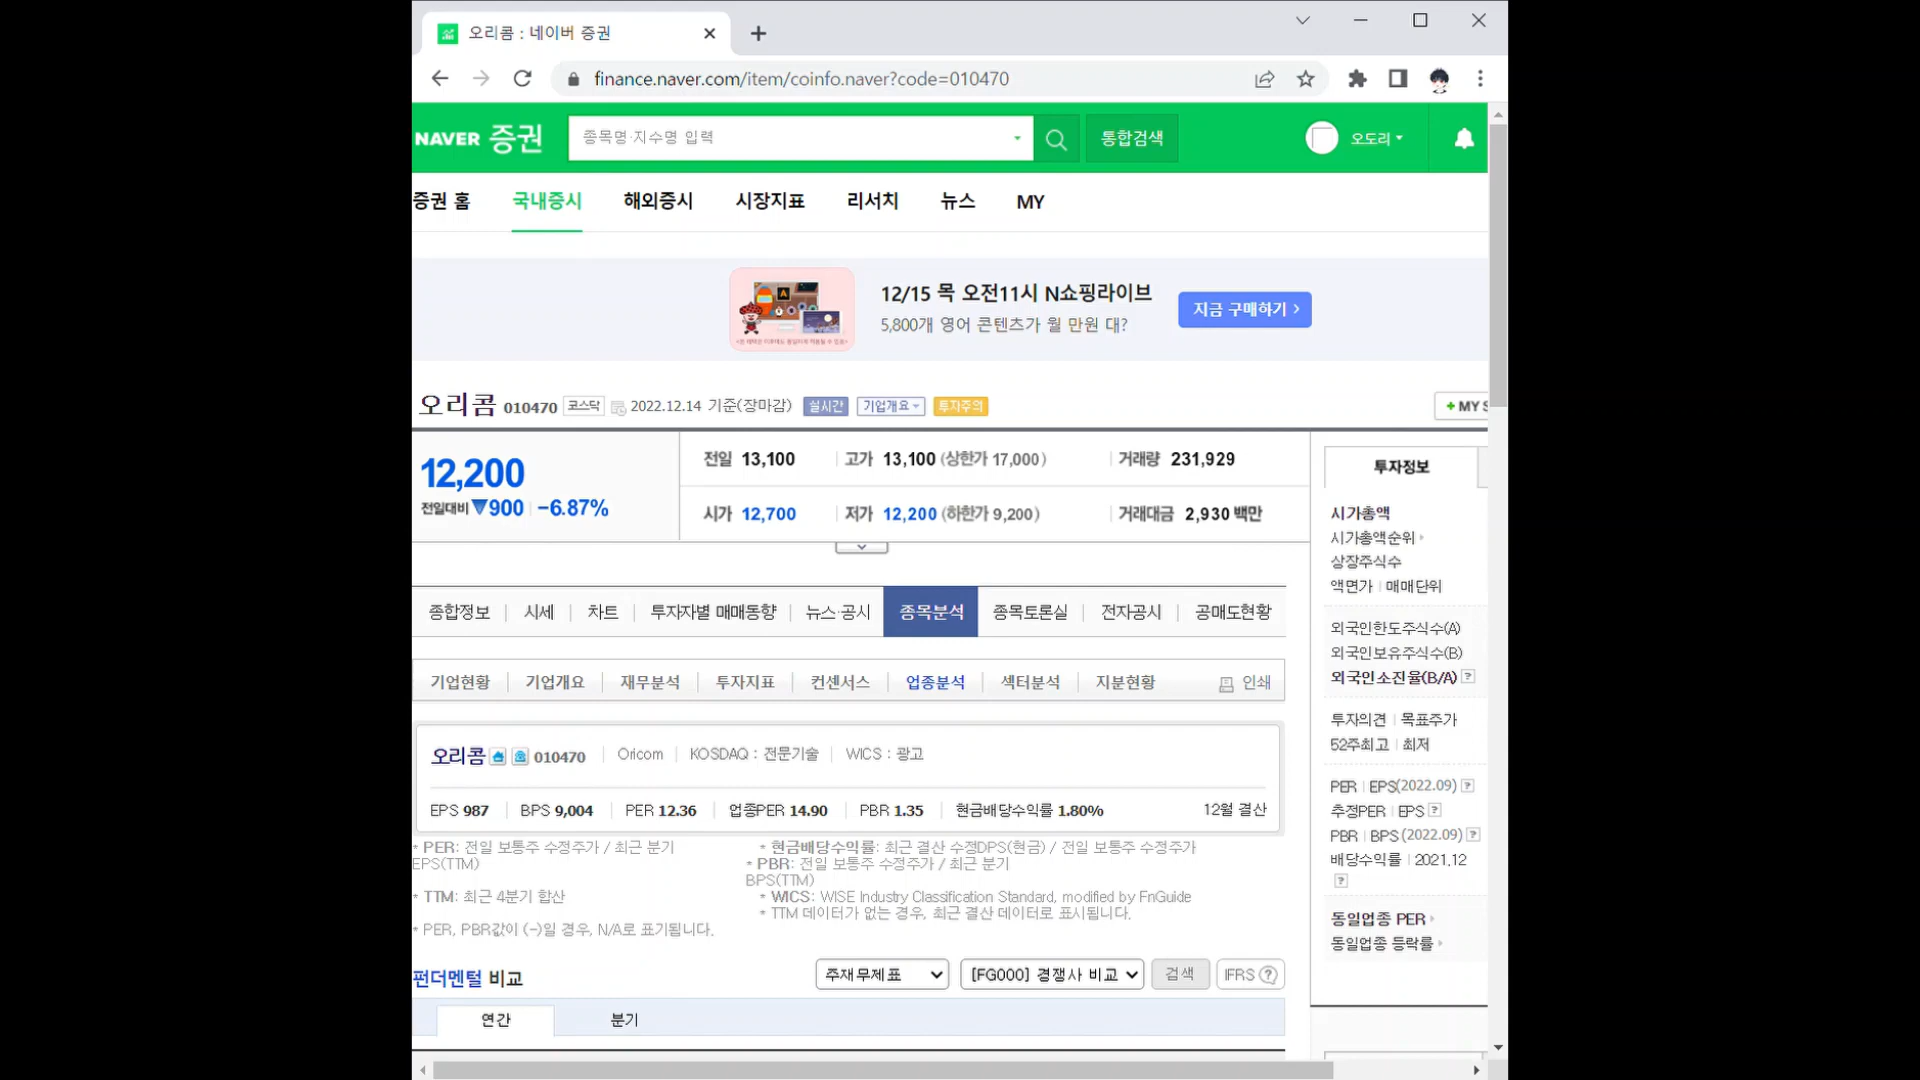 오리콤 : 네이버 증권
finance.naver.com/item/coinfo.naver?code=010470
NAVER 증권 종목명·지수명 입력 통합검색 오도리
증권 홈 국내증시 해외증시 시장지표 리서치 뉴스 MY
12/15 목 오전11시 N쇼핑라이브
5,800개 영어 콘텐츠가 월 만원 대?
지금 구매하기
오리콤 010470 코스닥 2022.12.14 기준(장마감) 실시간 기업개요 투자주의 + MY S
12,200
전일대비 ▼900 -6.87%
전일 13,100 고가 13,100 (상한가 17,000) 거래량 231,929
시가 12,700 저가 12,200 (하한가 9,200) 거래대금 2,930 백만
종합정보 시세 차트 투자자별 매매동향 뉴스·공시 종목분석 종목토론실 전자공시 공매도현황
기업현황 기업개요 재무분석 투자지표 컨센서스 업종분석 섹터분석 지분현황 인쇄
오리콤 010470 Oricom KOSDAQ : 전문기술 WICS : 광고
EPS 987 BPS 9,004 PER 12.36 업종PER 14.90 PBR 1.35 현금배당수익률 1.80% 12월 결산
* PER: 전일 보통주 수정주가 / 최근 분기
EPS(TTM)
* TTM: 최근 4분기 합산
* PER, PBR값이 (-)일 경우, N/A로 표기됩니다.
* 현금배당수익률: 최근 결산 수정DPS(현금) / 전일 보통주 수정주가
* PBR: 전일 보통주 수정주가 / 최근 분기
BPS(TTM)
* WICS: WISE Industry Classification Standard, modified by FnGuide
* TTM 데이터가 없는 경우, 최근 결산 데이터로 표시됩니다.
펀더멘털 비교 주재무제표 [FG000] 경쟁사 비교 검색 IFRS ?
연간 분기
투자정보
시가총액
시가총액순위
상장주식수
액면가 | 매매단위
외국인한도주식수(A)
외국인보유주식수(B)
외국인소진율(B/A) ?
투자의견 | 목표주가
52주최고 | 최저
PER | EPS(2022.09) ?
추정PER | EPS ?
PBR | BPS (2022.09) ?
배당수익률 | 2021.12
?
동일업종 PER
동일업종 등락률